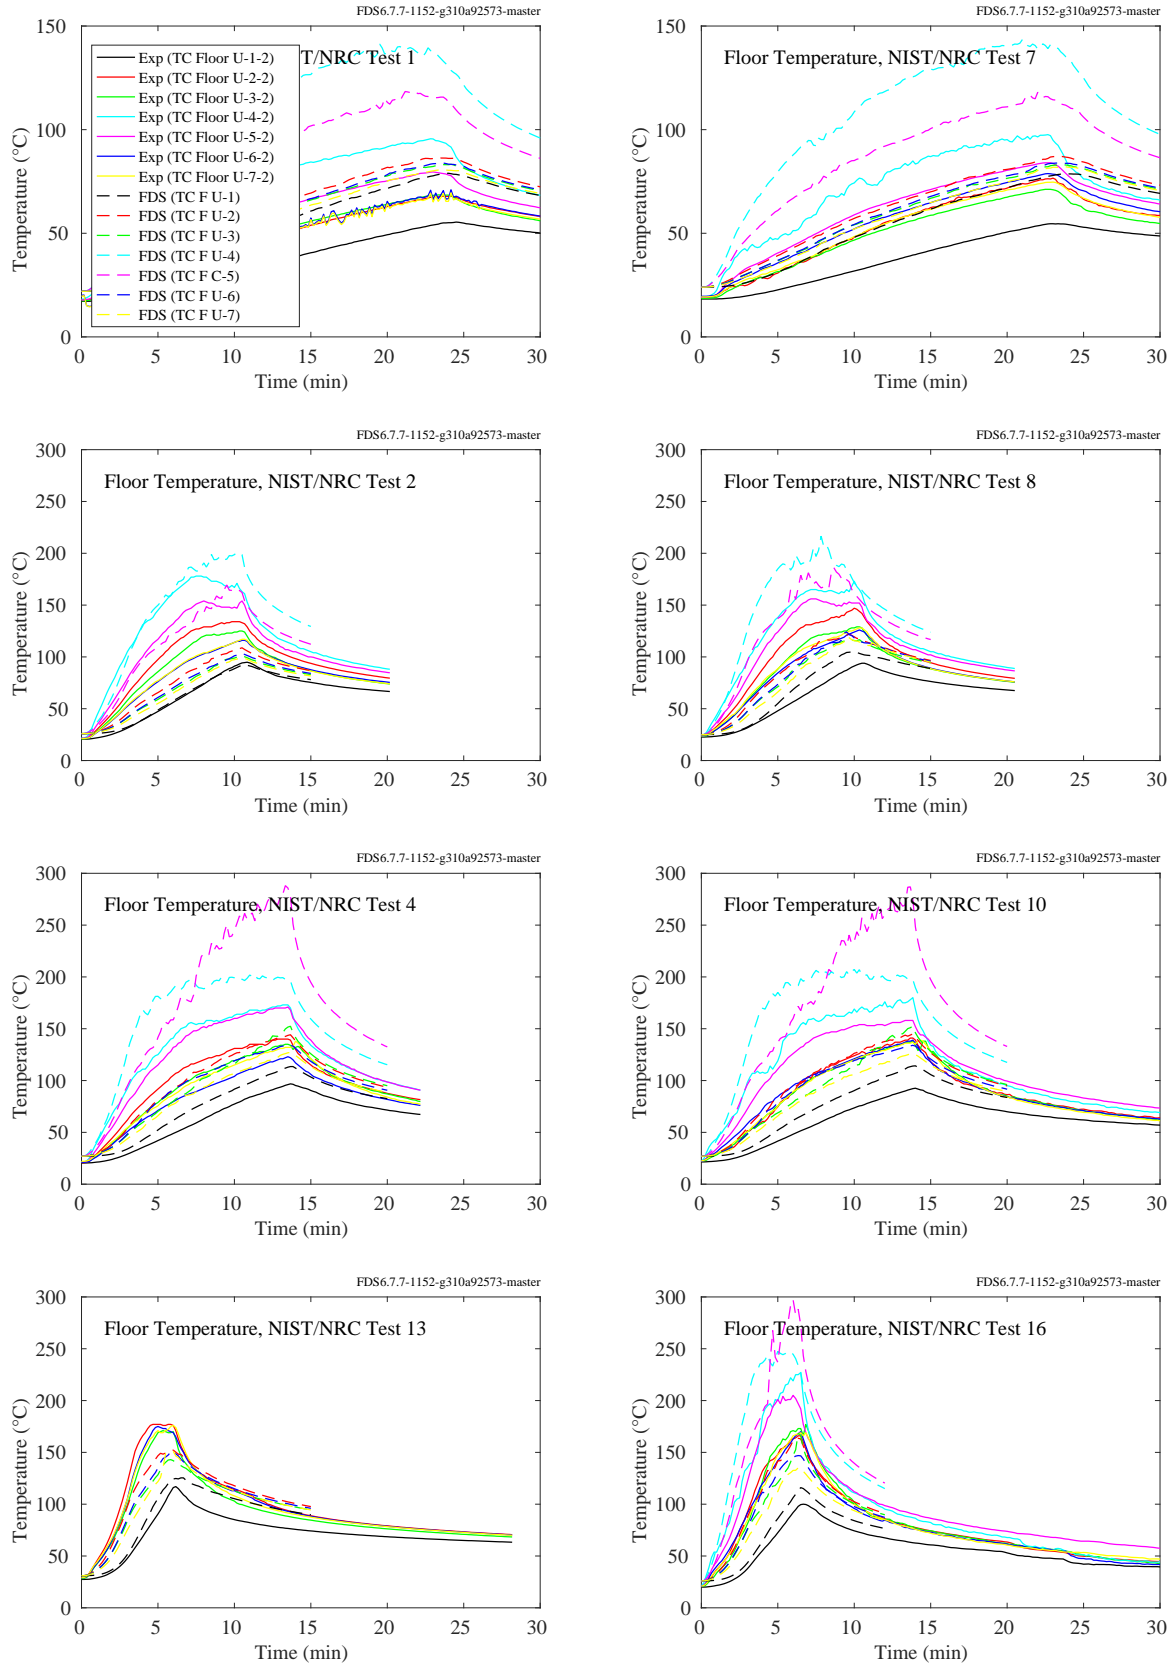 FDS6.7.7-1152-g310a92573-master
T/NRC Test 1
Exp (TC Floor U-1-2)
Exp (TC Floor U-2-2)
Exp (TC Floor U-3-2)
Exp (TC Floor U-4-2)
Exp (TC Floor U-5-2)
Exp (TC Floor U-6-2)
Exp (TC Floor U-7-2)
FDS (TC F U-1)
FDS (TC F U-2)
FDS (TC F U-3)
FDS (TC F U-4)
FDS (TC F C-5)
FDS (TC F U-6)
FDS (TC F U-7)
150
100
50
0
Temperature (°C)
0 5 10 15 20 25 30
Time (min)
FDS6.7.7-1152-g310a92573-master
Floor Temperature, NIST/NRC Test 7
150
100
50
0
Temperature (°C)
0 5 10 15 20 25 30
Time (min)
FDS6.7.7-1152-g310a92573-master
Floor Temperature, NIST/NRC Test 2
300
250
200
150
100
50
0
Temperature (°C)
0 5 10 15 20 25 30
Time (min)
FDS6.7.7-1152-g310a92573-master
Floor Temperature, NIST/NRC Test 8
300
250
200
150
100
50
0
Temperature (°C)
0 5 10 15 20 25 30
Time (min)
FDS6.7.7-1152-g310a92573-master
Floor Temperature, NIST/NRC Test 4
300
250
200
150
100
50
0
Temperature (°C)
0 5 10 15 20 25 30
Time (min)
FDS6.7.7-1152-g310a92573-master
Floor Temperature, NIST/NRC Test 10
300
250
200
150
100
50
0
Temperature (°C)
0 5 10 15 20 25 30
Time (min)
FDS6.7.7-1152-g310a92573-master
Floor Temperature, NIST/NRC Test 13
300
250
200
150
100
50
0
Temperature (°C)
0 5 10 15 20 25 30
Time (min)
FDS6.7.7-1152-g310a92573-master
Floor Temperature, NIST/NRC Test 16
300
250
200
150
100
50
0
Temperature (°C)
0 5 10 15 20 25 30
Time (min)